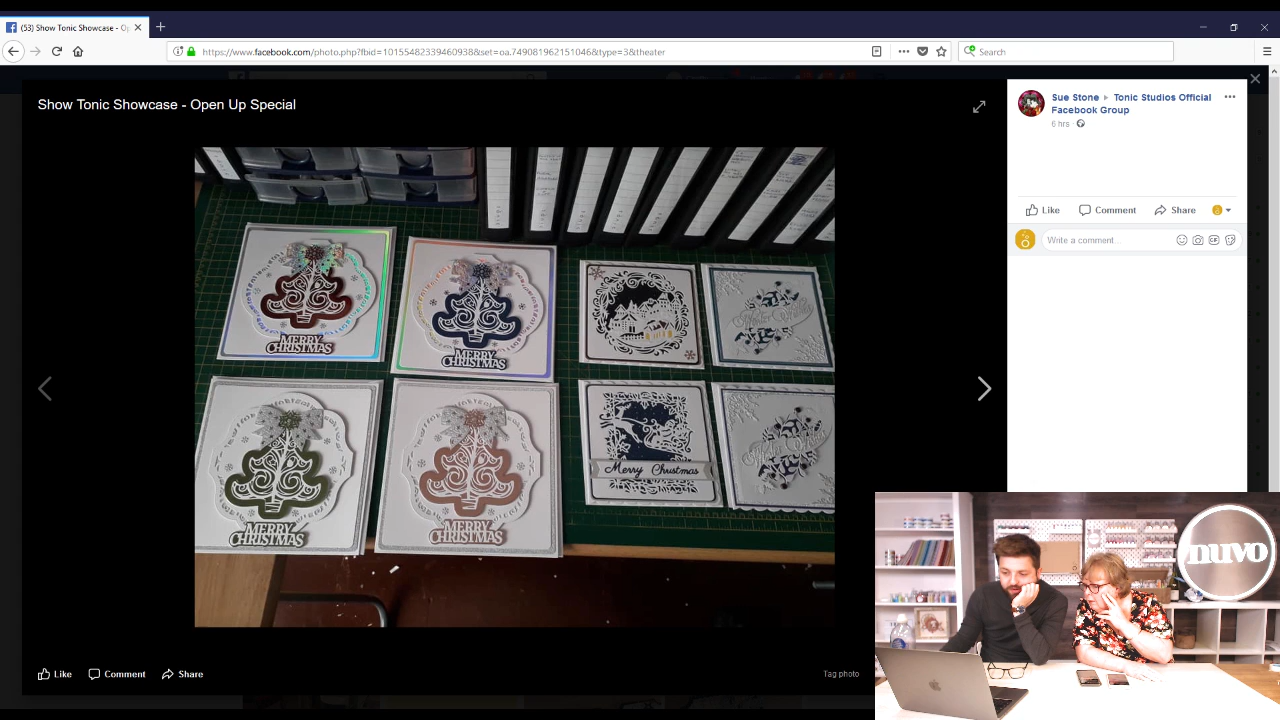 (53) Show Tonic Showcase - Op
https://www.facebook.com/photo.php?fbid=10155482339460938&set=oa.749081962151046&type=3&theater
Search
Show Tonic Showcase - Open Up Special
Sue Stone ▸ Tonic Studios Official
Facebook Group
6 hrs ·
Like Comment Share
Write a comment...
GIF
MERRY
CHRISTMAS
MERRY
CHRISTMAS
MERRY
CHRISTMAS
MERRY
CHRISTMAS
Merry Christmas
Like Comment Share
Tag photo
nuvo